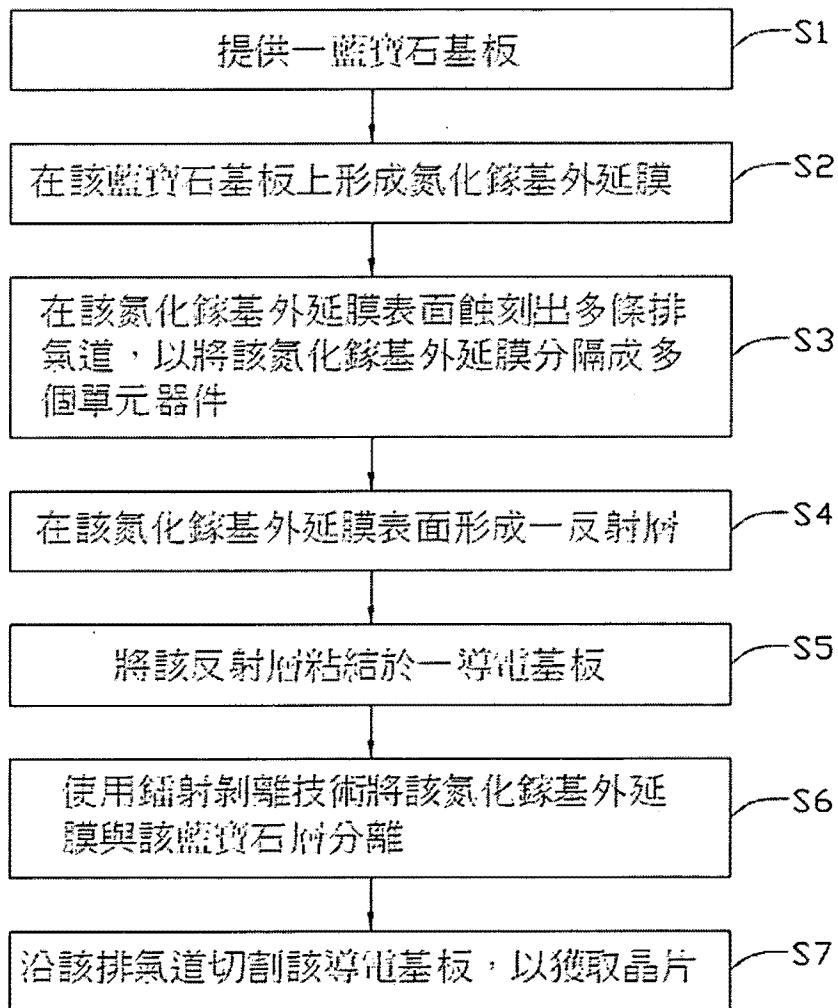 提供一藍寶石基板
S1
在該藍寶石基板上形成氮化鎵基外延膜
S2
在該氮化鎵基外延膜表面蝕刻出多條排
氣道，以將該氮化鎵基外延膜分隔成多
個單元器件
S3
在該氮化鎵基外延膜表面形成一反射層
S4
將該反射層粘結於一導電基板
S5
使用鐳射剝離技術將該氮化鎵基外延
膜與該藍寶石層分離
S6
沿該排氣道切割該導電基板，以獲取晶片
S7